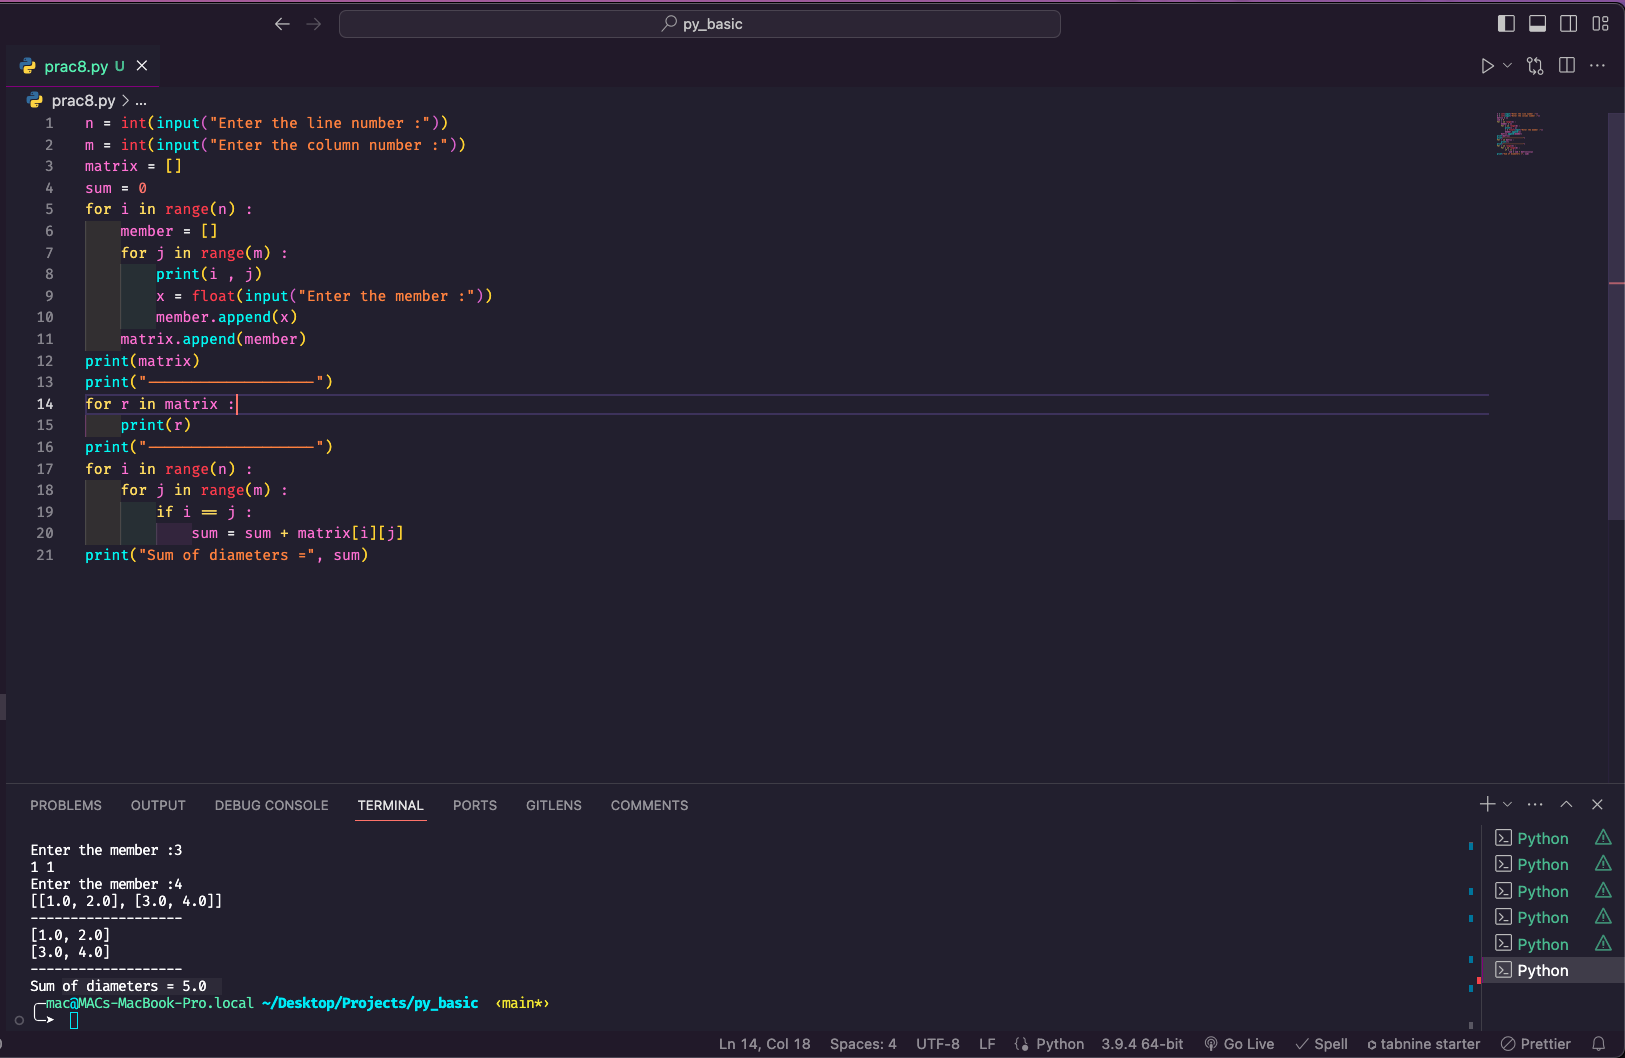 py_basic
prac8.py U
prac8.py > ...
1 n = int(input("Enter the line number :"))
2 m = int(input("Enter the column number :"))
3 matrix = []
4 sum = 0
5 for i in range(n) :
6     member = []
7     for j in range(m) :
8         print(i , j)
9         x = float(input("Enter the member :"))
10         member.append(x)
11     matrix.append(member)
12 print(matrix)
13 print("-------------------")
14 for r in matrix :
15     print(r)
16 print("-------------------")
17 for i in range(n) :
18     for j in range(m) :
19         if i == j :
20             sum = sum + matrix[i][j]
21 print("Sum of diameters =", sum)
PROBLEMS OUTPUT DEBUG CONSOLE TERMINAL PORTS GITLENS COMMENTS
Enter the member :3
1 1
Enter the member :4
[[1.0, 2.0], [3.0, 4.0]]
-------------------
[1.0, 2.0]
[3.0, 4.0]
-------------------
Sum of diameters = 5.0
mac@MACs-MacBook-Pro.local ~/Desktop/Projects/py_basic ‹main*›
Python
Python
Python
Python
Python
Python
Ln 14, Col 18 Spaces: 4 UTF-8 LF Python 3.9.4 64-bit Go Live Spell tabnine starter Prettier